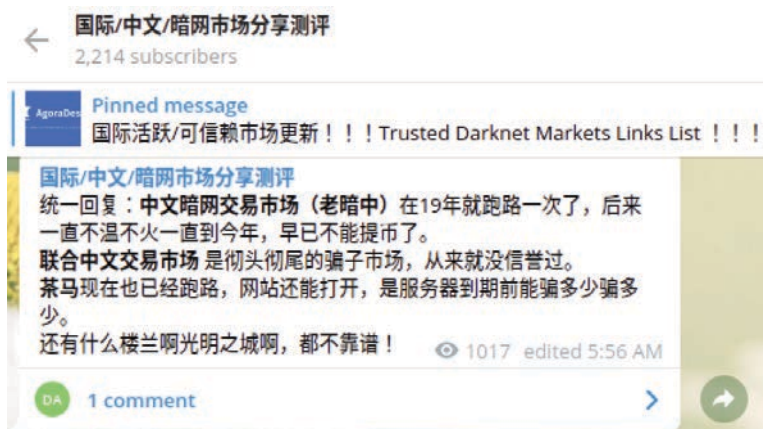 国际/中文/暗网市场分享测评
2,214 subscribers
AgoraDes
Pinned message
国际活跃/可信赖市场更新！！！Trusted Darknet Markets Links List ！！！
国际/中文/暗网市场分享测评
统一回复：中文暗网交易市场（老暗中）在19年就跑路一次了，后来
一直不温不火一直到今年，早已不能提币了。
联合中文交易市场 是彻头彻尾的骗子市场，从来就没信誉过。
茶马现在也已经跑路，网站还能打开，是服务器到期前能骗多少骗多
少。
还有什么楼兰啊光明之城啊，都不靠谱！
1017 edited 5:56 AM
DA
1 comment